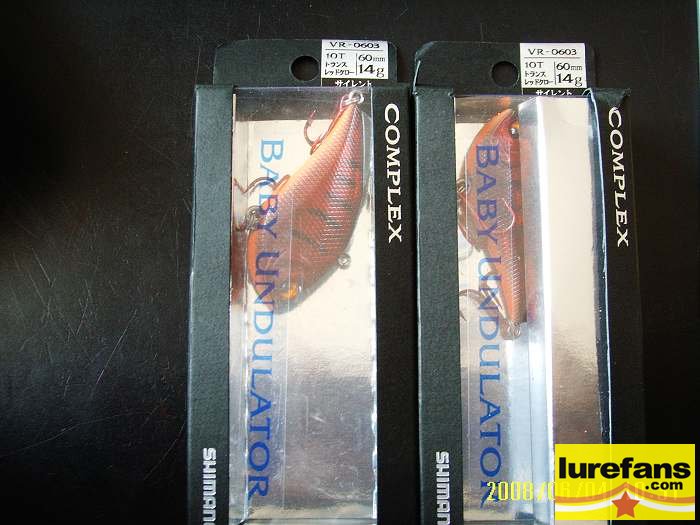 VR-0603
10T
トランス
レッドクロー
60mm
14g
サイレント
COMPLEX
BABY UNDULATOR
SHIMANO
VR-0603
10T
トランス
レッドクロー
60mm
14g
サイレント
COMPLEX
BABY UNDULATOR
lurefans
.com